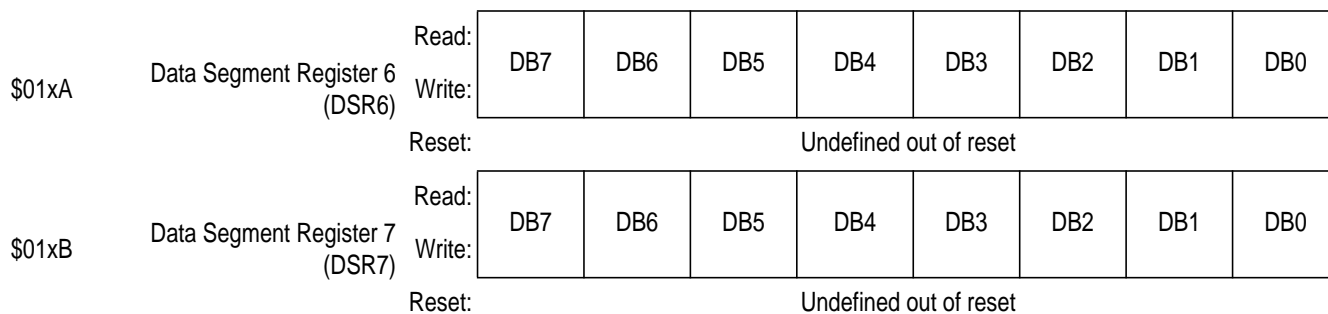 Read:
$01xA Data Segment Register 6 (DSR6) DB7 DB6 DB5 DB4 DB3 DB2 DB1 DB0
Write:
Reset: Undefined out of reset
Read:
$01xB Data Segment Register 7 (DSR7) DB7 DB6 DB5 DB4 DB3 DB2 DB1 DB0
Write:
Reset: Undefined out of reset